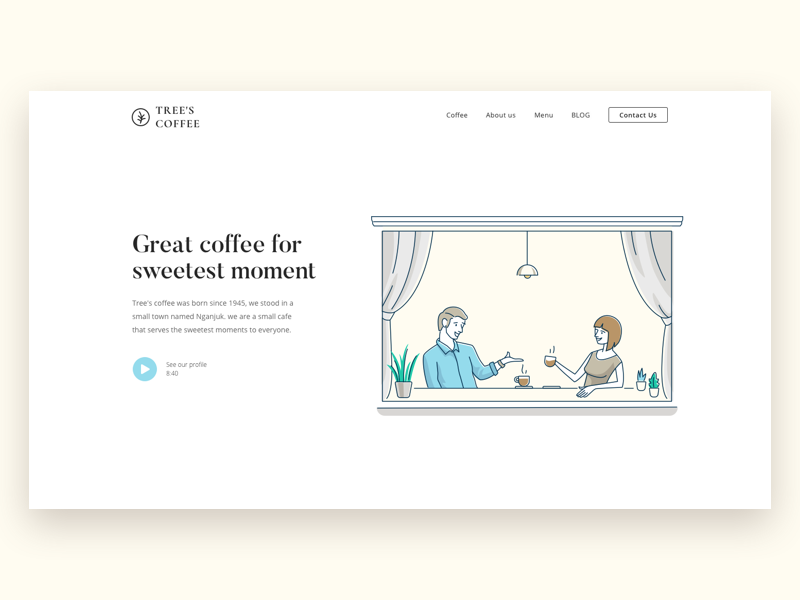 TREE'S
COFFEE
Coffee
About us
Menu
BLOG
Contact Us
Great coffee for
sweetest moment
Tree's coffee was born since 1945, we stood in a
small town named Nganjuk. we are a small cafe
that serves the sweetest moments to everyone.
See our profile
8:40